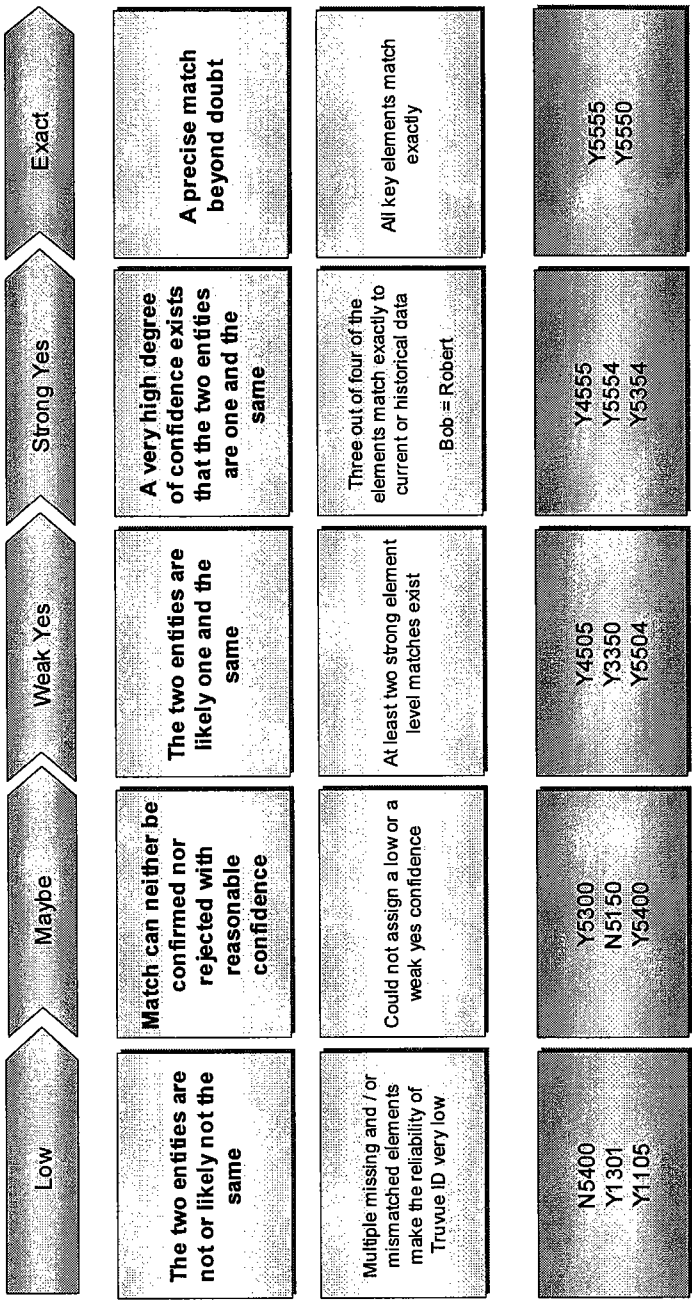 Low
Maybe
Weak Yes
Strong Yes
Exact
The two entities are
not or likely not the
same
Match can neither be
confirmed nor
rejected with
reasonable
confidence
The two entities are
likely one and the
same
A very high degree
of confidence exists
that the two entities
are one and the
same
A precise match
beyond doubt
Multiple missing and / or
mismatched elements
make the reliability of
Truvue ID very low
Could not assign a low or a
weak yes confidence
At least two strong element
level matches exist
Three out of four of the
elements match exactly to
current or historical data
Bob = Robert
All key elements match
exactly
N5400
Y1301
Y1105
Y5300
N5150
Y5400
Y4505
Y3350
Y5504
Y4555
Y5554
Y5354
Y5555
Y5550